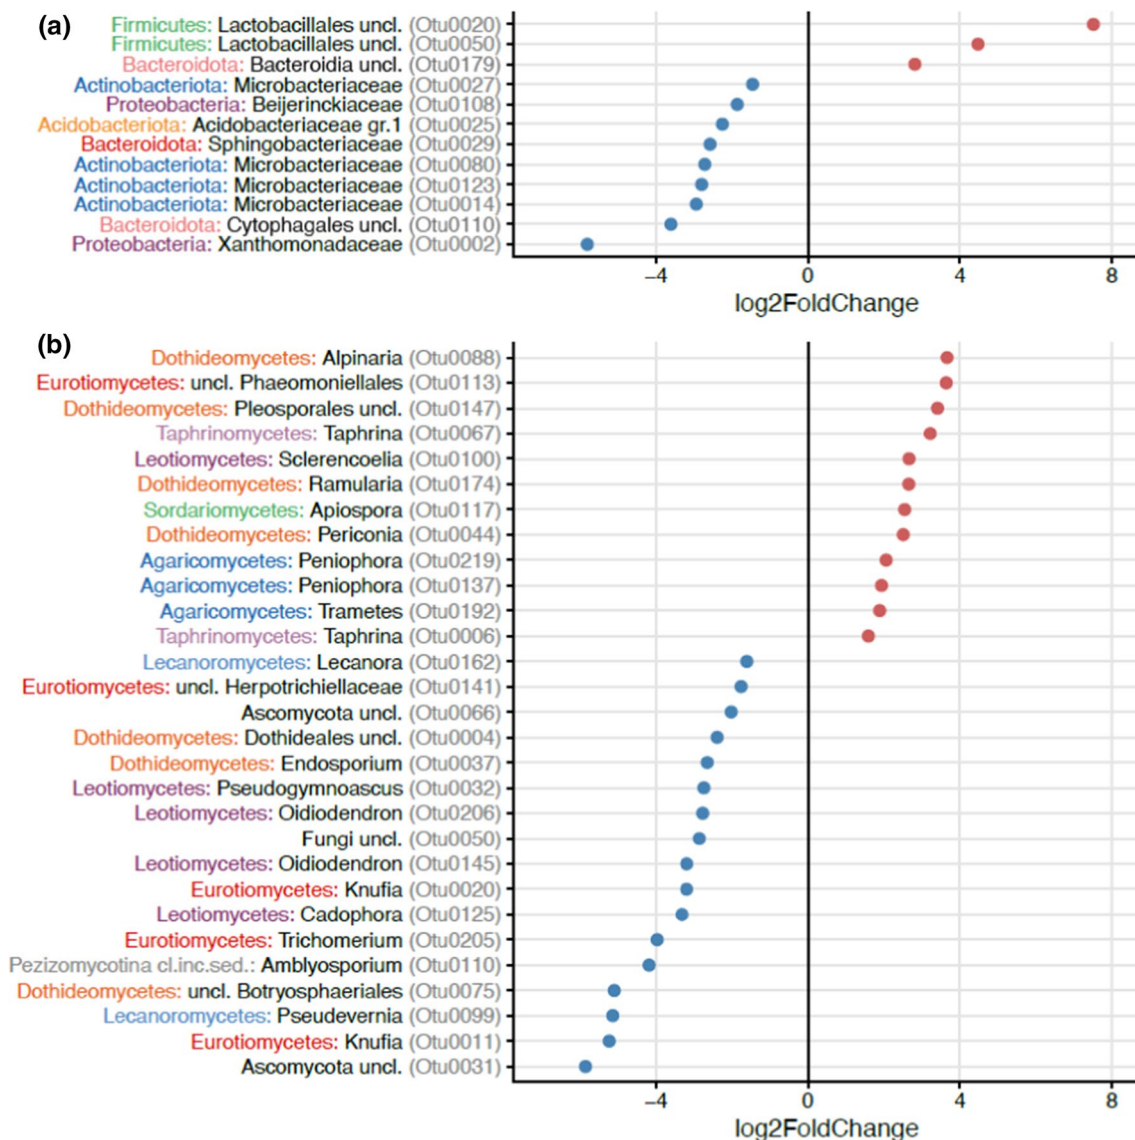 (a)
Firmicutes: Lactobacillales uncl. (Otu0020)
Firmicutes: Lactobacillales uncl. (Otu0050)
Bacteroidota: Bacteroidia uncl. (Otu0179)
Actinobacteriota: Microbacteriaceae (Otu0027)
Proteobacteria: Beijerinckiaceae (Otu0108)
Acidobacteriota: Acidobacteriaceae gr.1 (Otu0025)
Bacteroidota: Sphingobacteriaceae (Otu0029)
Actinobacteriota: Microbacteriaceae (Otu0080)
Actinobacteriota: Microbacteriaceae (Otu0123)
Actinobacteriota: Microbacteriaceae (Otu0014)
Bacteroidota: Cytophagales uncl. (Otu0110)
Proteobacteria: Xanthomonadaceae (Otu0002)
−4 0 4 8
log2FoldChange
(b)
Dothideomycetes: Alpinaria (Otu0088)
Eurotiomycetes: uncl. Phaeomoniellales (Otu0113)
Dothideomycetes: Pleosporales uncl. (Otu0147)
Taphrinomycetes: Taphrina (Otu0067)
Leotiomycetes: Sclerencoelia (Otu0100)
Dothideomycetes: Ramularia (Otu0174)
Sordariomycetes: Apiospora (Otu0117)
Dothideomycetes: Periconia (Otu0044)
Agaricomycetes: Peniophora (Otu0219)
Agaricomycetes: Peniophora (Otu0137)
Agaricomycetes: Trametes (Otu0192)
Taphrinomycetes: Taphrina (Otu0006)
Lecanoromycetes: Lecanora (Otu0162)
Eurotiomycetes: uncl. Herpotrichiellaceae (Otu0141)
Ascomycota uncl. (Otu0066)
Dothideomycetes: Dothideales uncl. (Otu0004)
Dothideomycetes: Endosporium (Otu0037)
Leotiomycetes: Pseudogymnoascus (Otu0032)
Leotiomycetes: Oidiodendron (Otu0206)
Fungi uncl. (Otu0050)
Leotiomycetes: Oidiodendron (Otu0145)
Eurotiomycetes: Knufia (Otu0020)
Leotiomycetes: Cadophora (Otu0125)
Eurotiomycetes: Trichomerium (Otu0205)
Pezizomycotina cl.inc.sed.: Amblyosporium (Otu0110)
Dothideomycetes: uncl. Botryosphaeriales (Otu0075)
Lecanoromycetes: Pseudevernia (Otu0099)
Eurotiomycetes: Knufia (Otu0011)
Ascomycota uncl. (Otu0031)
−4 0 4 8
log2FoldChange